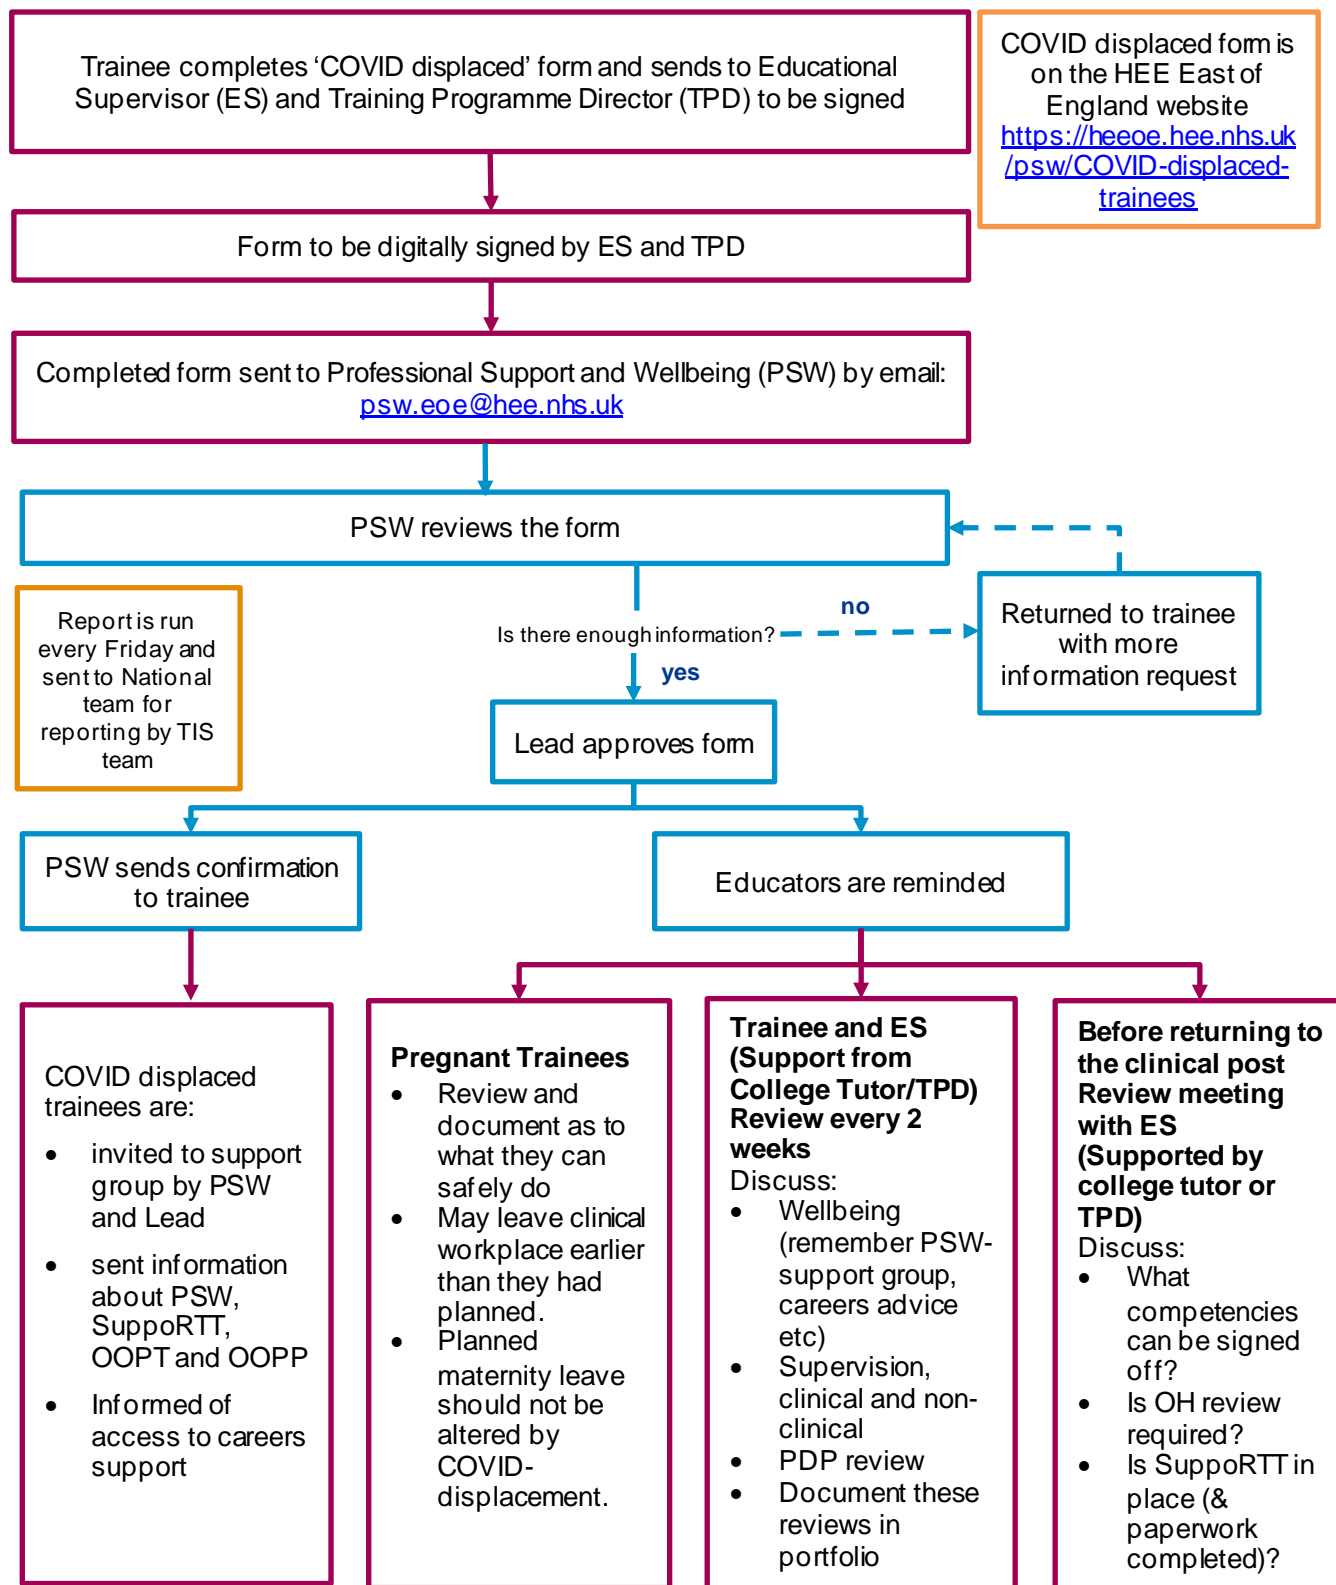 Trainee completes ‘COVID displaced’ form and sends to Educational
Supervisor (ES) and Training Programme Director (TPD) to be signed
COVID displaced form is
on the HEE East of
England website
https://heeoe.hee.nhs.uk
/psw/COVID-displaced-
trainees
Form to be digitally signed by ES and TPD
Completed form sent to Professional Support and Wellbeing (PSW) by email:
psw.eoe@hee.nhs.uk
PSW reviews the form
Report is run
every Friday and
sent to National
team for
reporting by TIS
team
Is there enough information?
no
Returned to trainee
with more
information request
yes
Lead approves form
PSW sends confirmation
to trainee
Educators are reminded
COVID displaced
trainees are:
• invited to support
group by PSW
and Lead
• sent information
about PSW,
SuppoRTT,
OOPT and OOPP
• Informed of
access to careers
support
Pregnant Trainees
• Review and
document as to
what they can
safely do
• May leave clinical
workplace earlier
than they had
planned.
• Planned
maternity leave
should not be
altered by
COVID-
displacement.
Trainee and ES
(Support from
College Tutor/TPD)
Review every 2
weeks
Discuss:
• Wellbeing
(remember PSW-
support group,
careers advice
etc)
• Supervision,
clinical and non-
clinical
• PDP review
• Document these
reviews in
portfolio
Before returning to
the clinical post
Review meeting
with ES
(Supported by
college tutor or
TPD)
Discuss:
• What
competencies
can be signed
off?
• Is OH review
required?
• Is SuppoRTT in
place (&
paperwork
completed)?